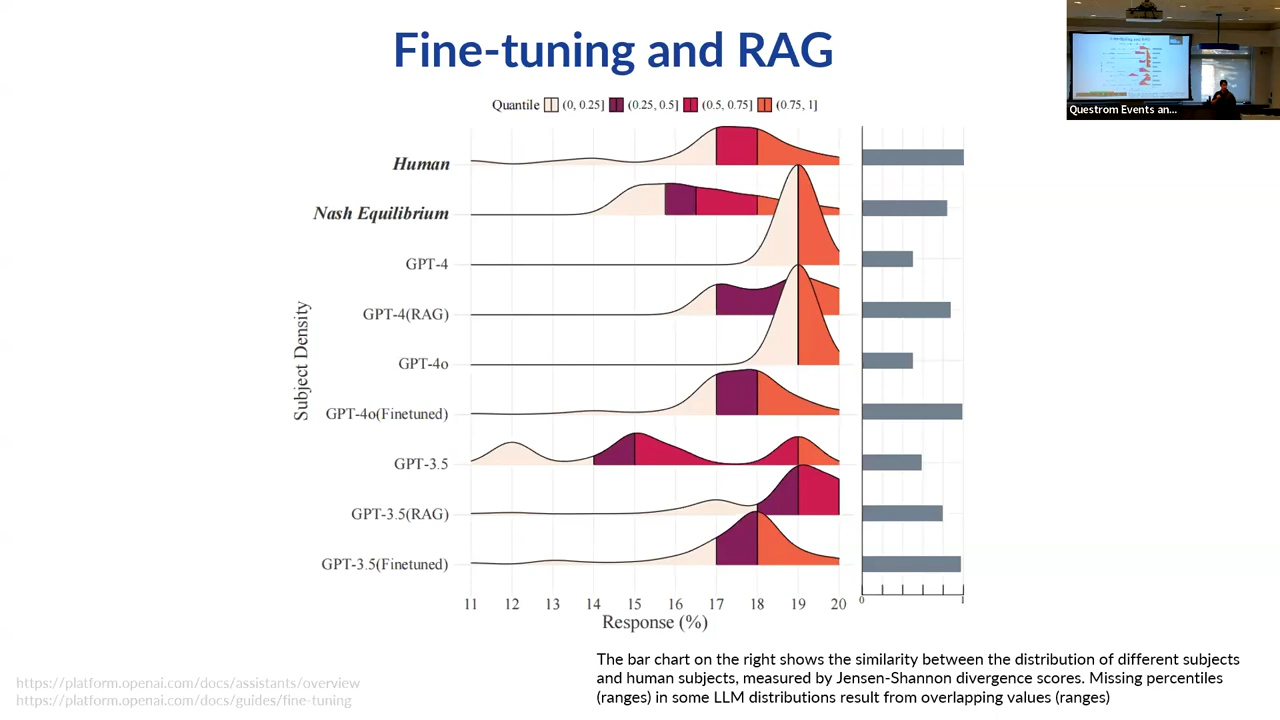 Fine-tuning and RAG
Questrom Events an...
Quantile (0, 0.25] (0.25, 0.5] (0.5, 0.75] (0.75, 1]
Human
Nash Equilibrium
GPT-4
GPT-4(RAG)
GPT-4o
GPT-4o(Finetuned)
GPT-3.5
GPT-3.5(RAG)
GPT-3.5(Finetuned)
Subject Density
11 12 13 14 15 16 17 18 19 20
0 1
Response (%)
The bar chart on the right shows the similarity between the distribution of different subjects
and human subjects, measured by Jensen-Shannon divergence scores. Missing percentiles
(ranges) in some LLM distributions result from overlapping values (ranges)
https://platform.openai.com/docs/assistants/overview
https://platform.openai.com/docs/guides/fine-tuning